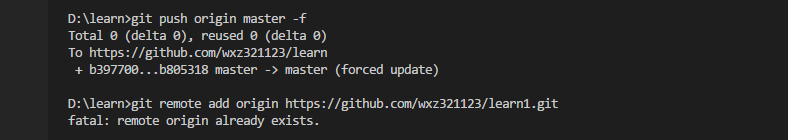 D:\learn>git push origin master -f
Total 0 (delta 0), reused 0 (delta 0)
To https://github.com/wxz321123/learn
 + b397700...b805318 master -> master (forced update)
D:\learn>git remote add origin https://github.com/wxz321123/learn1.git
fatal: remote origin already exists.